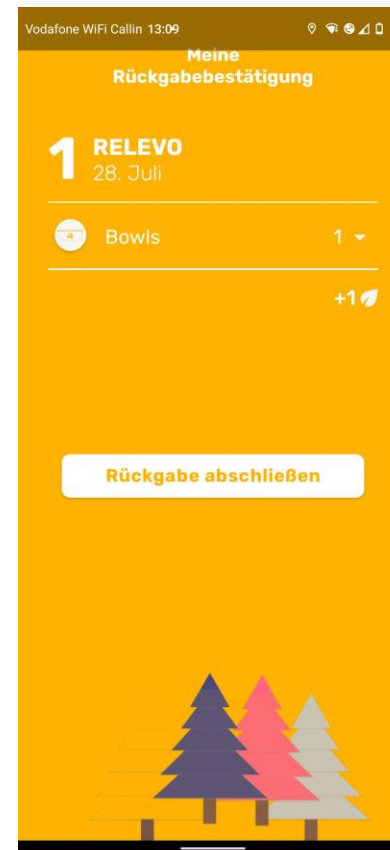 Vodafone WiFi Callin 13:09
Meine
Rückgabebestätigung
1 RELEVO
28. Juli
Bowls 1
+1
Rückgabe abschließen